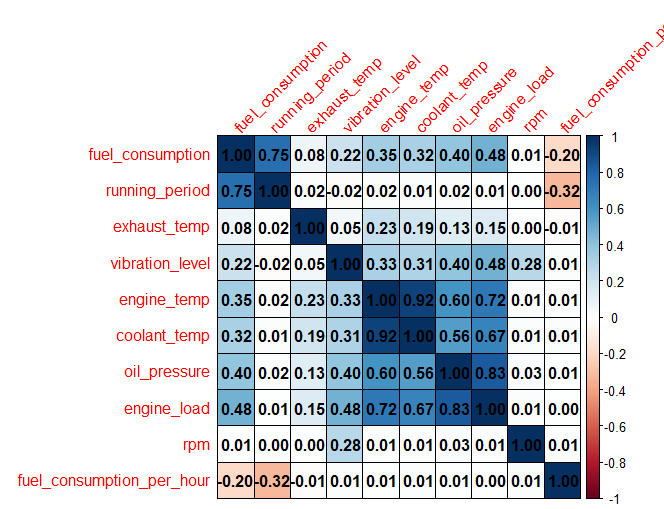 fuel_consumption
running_period
exhaust_temp
vibration_level
engine_temp
coolant_temp
oil_pressure
engine_load
rpm
fuel_consumption_pe
fuel_consumption 1.00 0.75 0.08 0.22 0.35 0.32 0.40 0.48 0.01 -0.20
running_period 0.75 1.00 0.02 -0.02 0.02 0.01 0.02 0.01 0.00 -0.32
exhaust_temp 0.08 0.02 1.00 0.05 0.23 0.19 0.13 0.15 0.00 -0.01
vibration_level 0.22 -0.02 0.05 1.00 0.33 0.31 0.40 0.48 0.28 0.01
engine_temp 0.35 0.02 0.23 0.33 1.00 0.92 0.60 0.72 0.01 0.01
coolant_temp 0.32 0.01 0.19 0.31 0.92 1.00 0.56 0.67 0.01 0.01
oil_pressure 0.40 0.02 0.13 0.40 0.60 0.56 1.00 0.83 0.03 0.01
engine_load 0.48 0.01 0.15 0.48 0.72 0.67 0.83 1.00 0.01 0.00
rpm 0.01 0.00 0.00 0.28 0.01 0.01 0.03 0.01 1.00 0.01
fuel_consumption_per_hour -0.20 -0.32 -0.01 0.01 0.01 0.01 0.01 0.00 0.01 1.00
1
0.8
0.6
0.4
0.2
0
-0.2
-0.4
-0.6
-0.8
-1